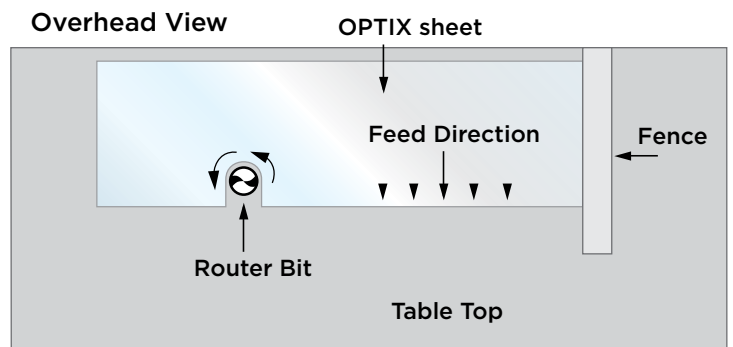 Overhead View
OPTIX sheet
Feed Direction
Fence
Router Bit
Table Top